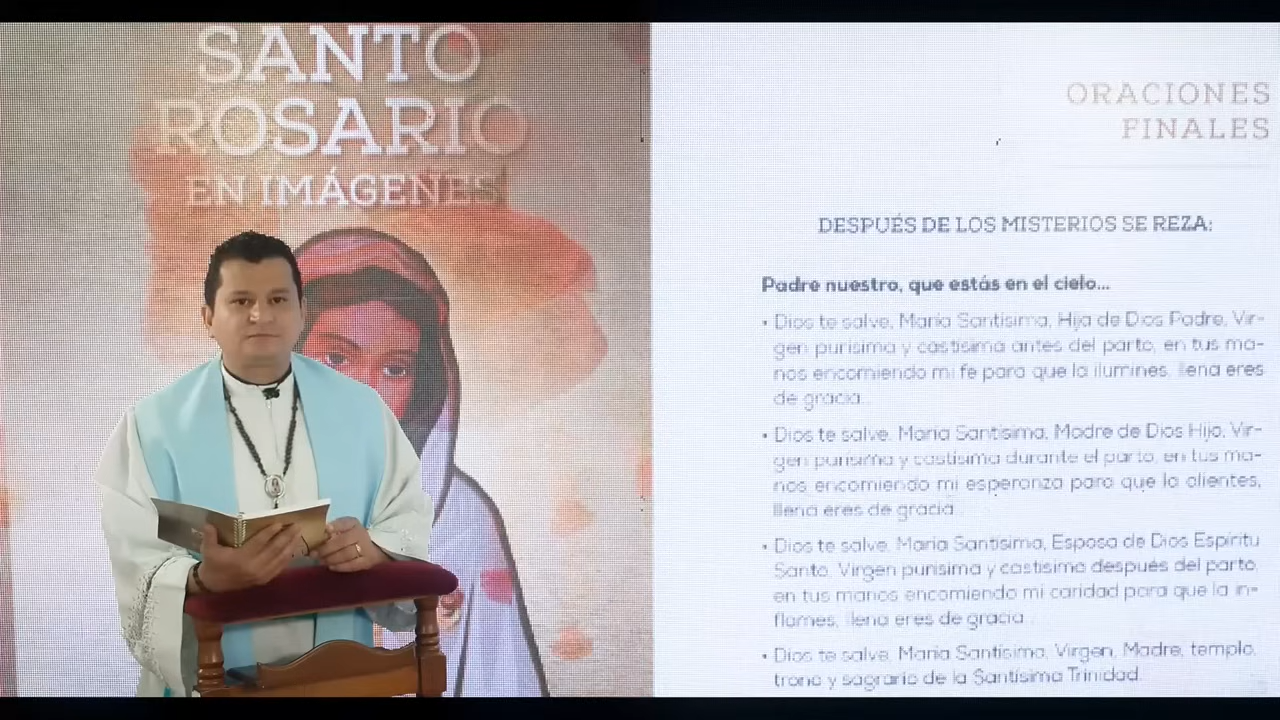 SANTO
ROSARIO
EN IMÁGENES
ORACIONES
FINALES
DESPUÉS DE LOS MISTERIOS SE REZA:
Padre nuestro, que estás en el cielo...
• Dios te salve, María Santísima, Hija de Dios Padre, Vir-
gen purísima y castísima antes del parto, en tus ma-
nos encomiendo mi fe para que la ilumines, llena eres
de gracia...
• Dios te salve, María Santísima, Madre de Dios Hijo, Vir-
gen purísima y castísima durante el parto, en tus ma-
nos encomiendo mi esperanza para que la alientes,
llena eres de gracia...
• Dios te salve, María Santísima, Esposa de Dios Espíritu
Santo, Virgen purísima y castísima después del parto,
en tus manos encomiendo mi caridad para que la in-
flames, llena eres de gracia...
• Dios te salve, María Santísima, Virgen, Madre, templo,
trono y sagrario de la Santísima Trinidad.